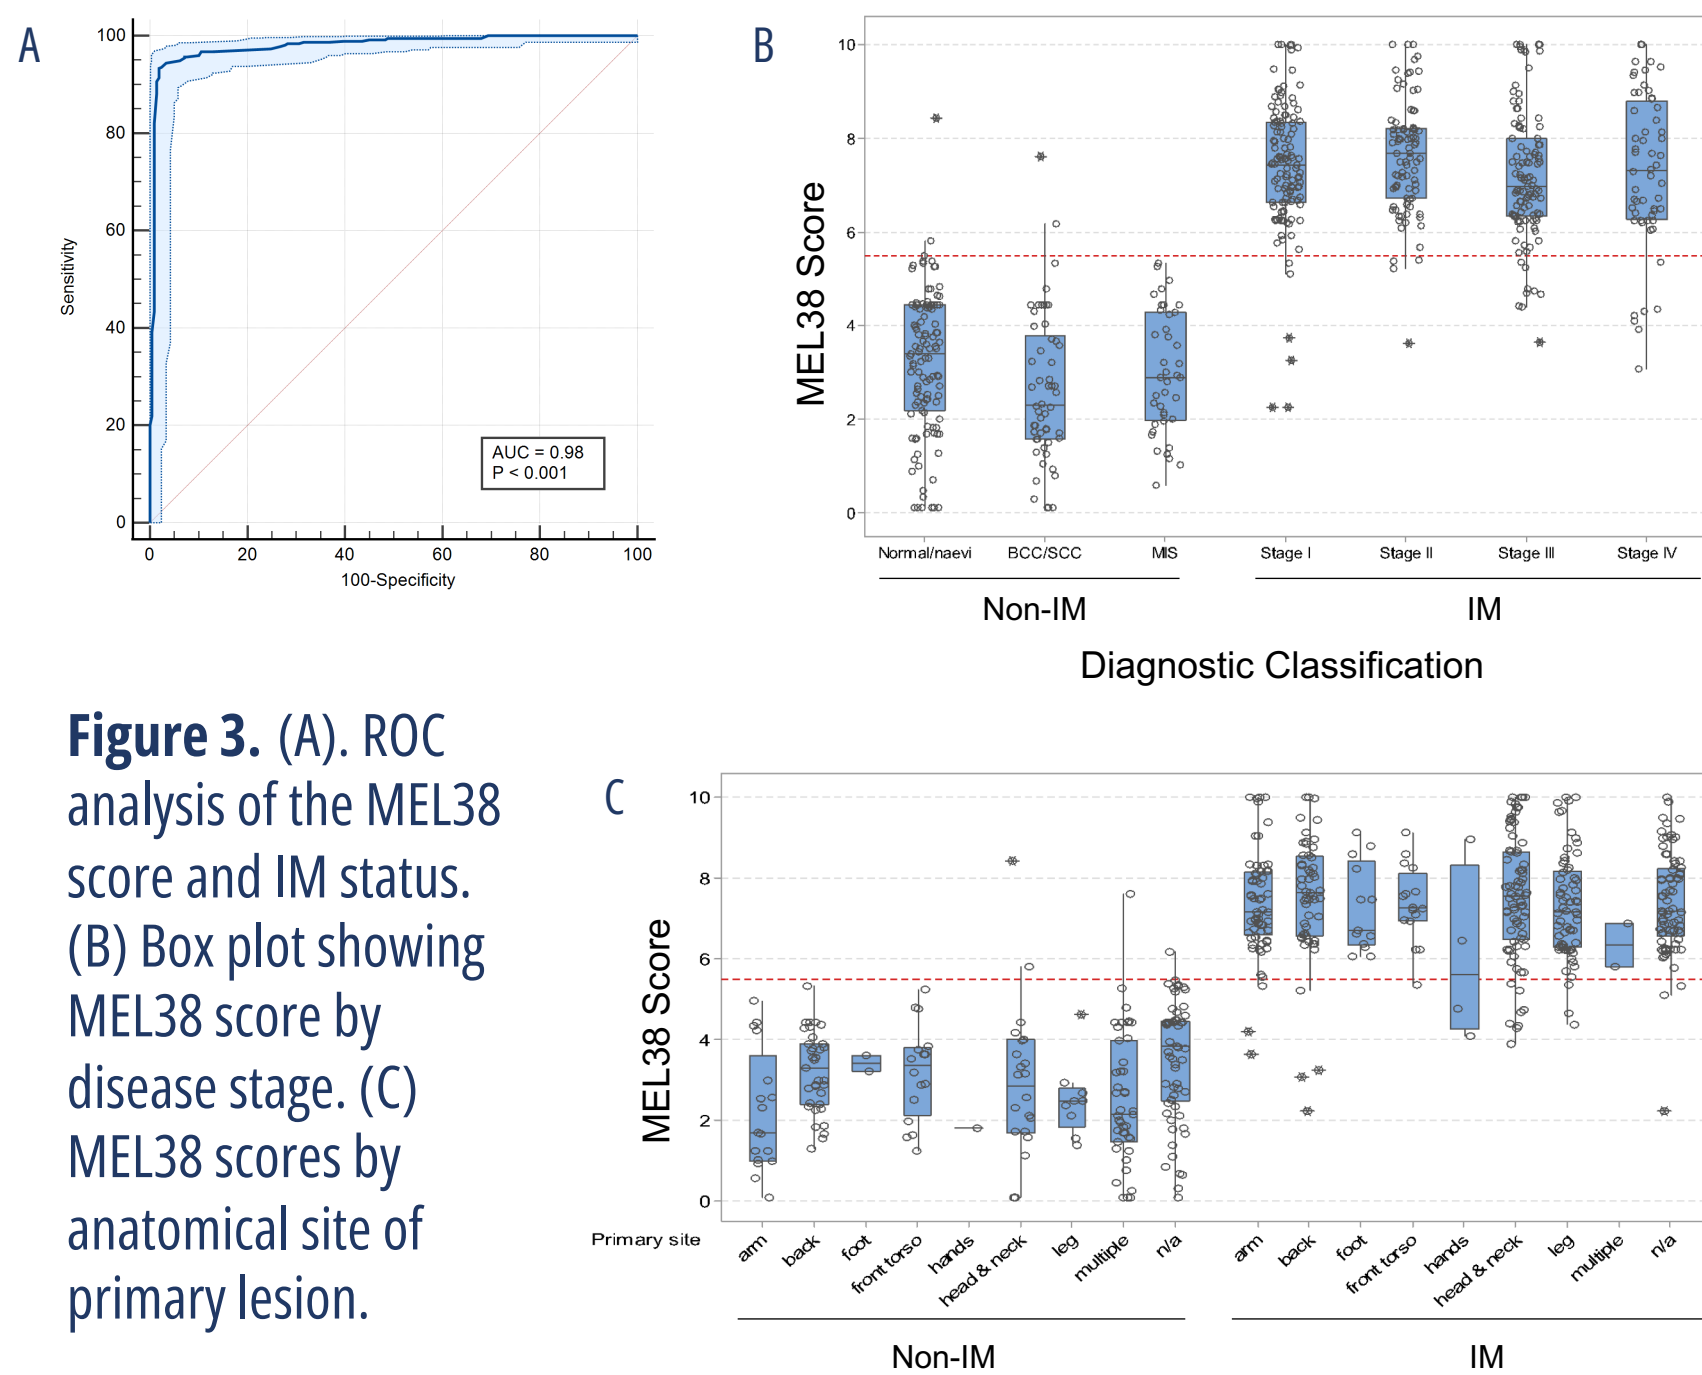 A
100
80
60
40
20
0
Sensitivity
AUC = 0.98
P < 0.001
0 20 40 60 80 100
100-Specificity
B
10
8
6
4
2
0
MEL38 Score
Normal/naevi BCC/SCC MIS Stage I Stage II Stage III Stage IV
Non-IM IM
Diagnostic Classification
Figure 3. (A). ROC
analysis of the MEL38
score and IM status.
(B) Box plot showing
MEL38 score by
disease stage. (C)
MEL38 scores by
anatomical site of
primary lesion.
C
10
8
6
4
2
0
MEL38 Score
Primary site arm back foot front torso hands head & neck leg multiple n/a arm back foot front torso hands head & neck leg multiple n/a
Non-IM IM